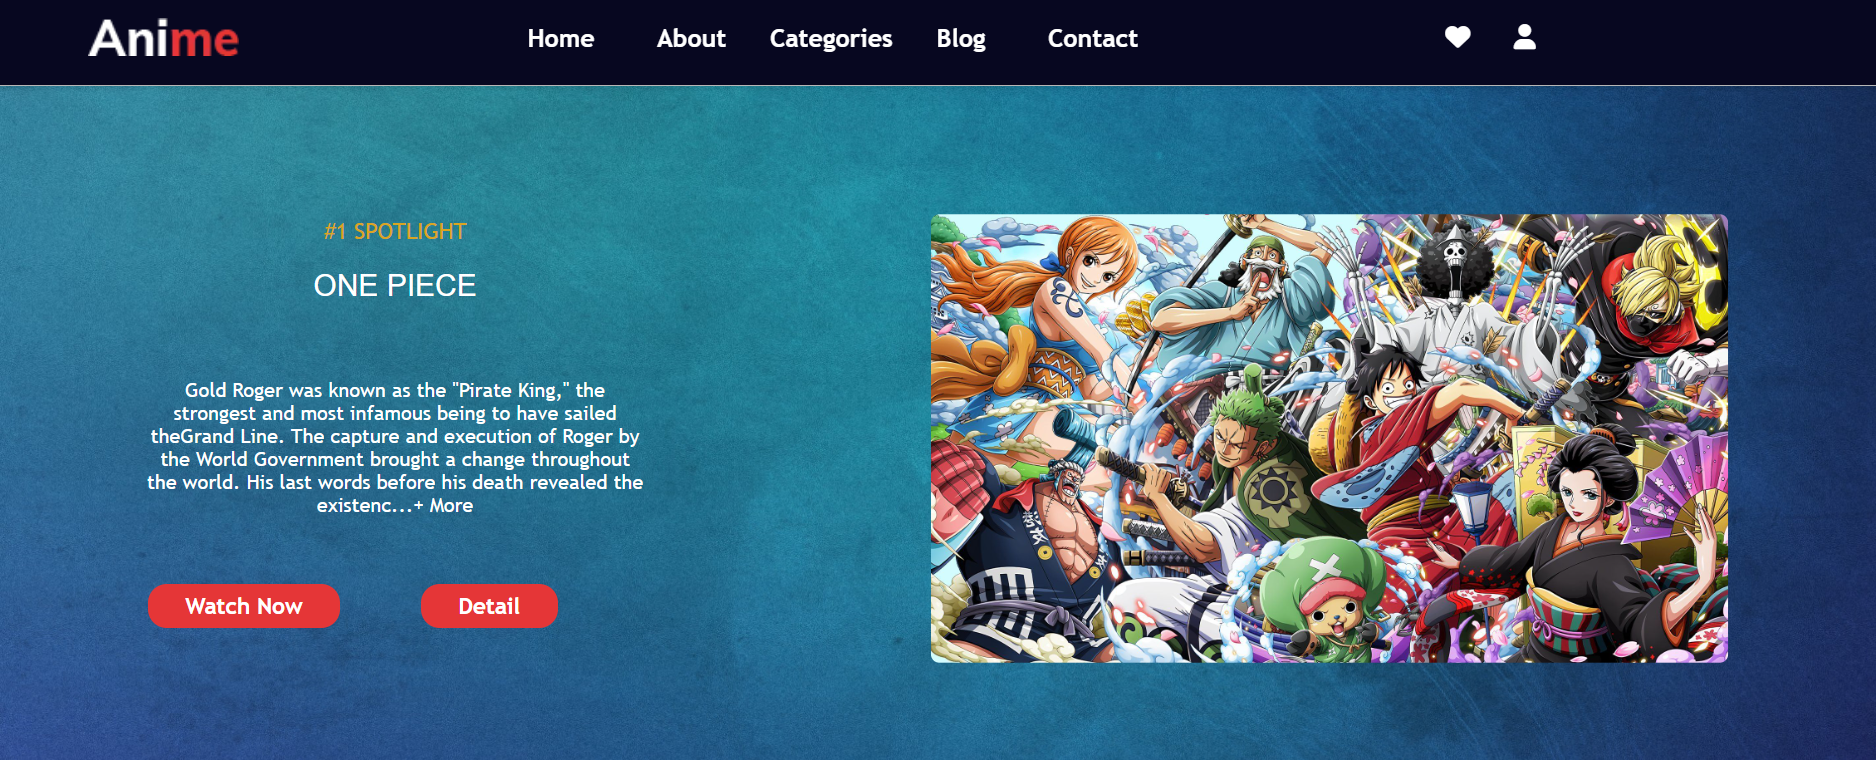 Anime
Home About Categories Blog Contact
#1 SPOTLIGHT
ONE PIECE
Gold Roger was known as the "Pirate King," the
strongest and most infamous being to have sailed
theGrand Line. The capture and execution of Roger by
the World Government brought a change throughout
the world. His last words before his death revealed the
existenc...+ More
Watch Now Detail